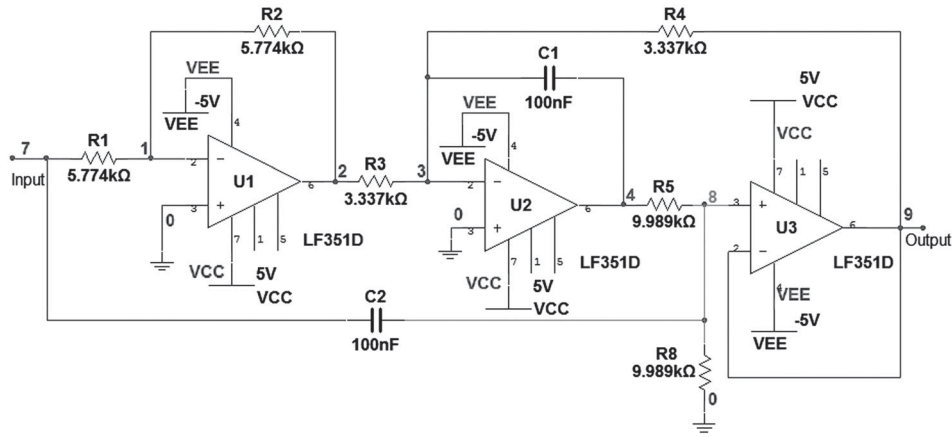 R2
5.774kΩ
R4
3.337kΩ
C1
100nF
VEE
-5V
VEE
4
VEE
-5V
VEE
4
5V
VCC
VCC
7
1
5
7
Input
R1
5.774kΩ
1
2
−
U1
6
2
R3
3.337kΩ
3
2
−
U2
6
4
R5
9.989kΩ
8
3
+
U3
6
9
Output
0
3
+
7
1
5
LF351D
0
3
+
7
1
5
LF351D
2
−
LF351D
VCC
5V
VCC
VCC
5V
VCC
4
VEE
-5V
VEE
C2
100nF
R8
9.989kΩ
0